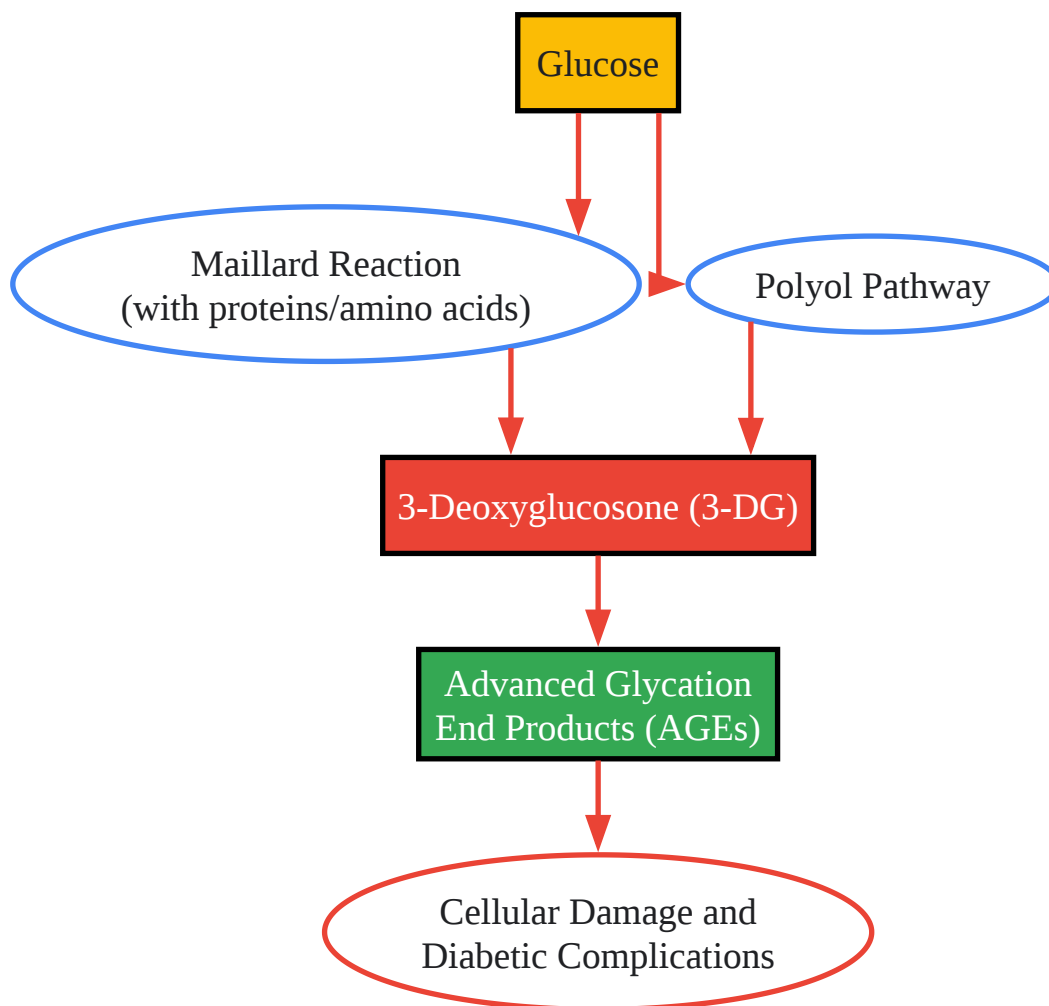 Glucose
Maillard Reaction
(with proteins/amino acids)
Polyol Pathway
3-Deoxyglucosone (3-DG)
Advanced Glycation
End Products (AGEs)
Cellular Damage and
Diabetic Complications